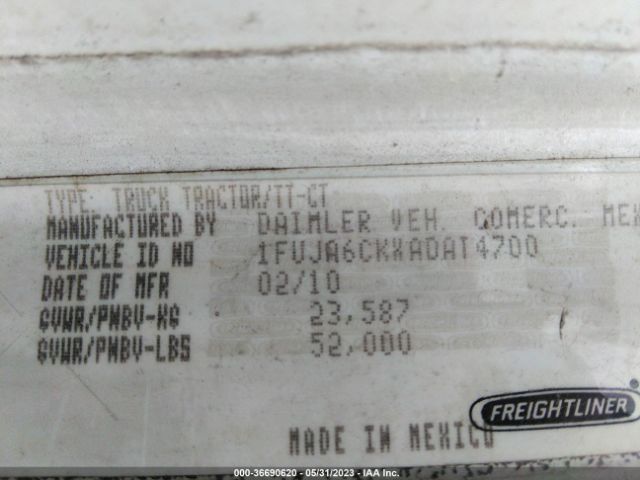 TYPE: TRUCK TRACTOR/TT-CT
MANUFACTURED BY DAIMLER VEH. COMERC. MEX
VEHICLE ID NO 1FUJA6CKXADAT4700
DATE OF MFR 02/10
GVWR/PNBV-KG 23,587
GVWR/PNBV-LBS 52,000
FREIGHTLINER
MADE IN MEXICO
000-36690620 - 05/31/2023 - IAA Inc.